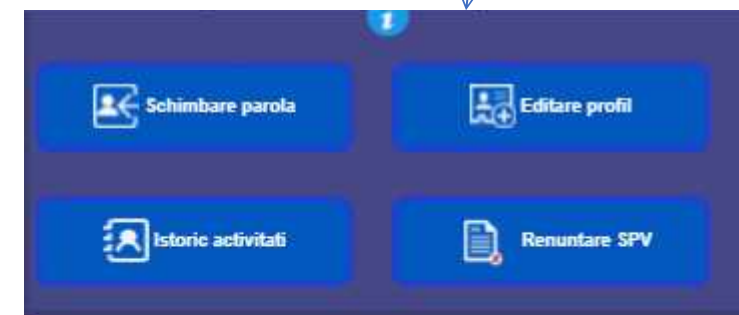 i
Schimbare parola
Editare profil
Istoric activitati
Renuntare SPV